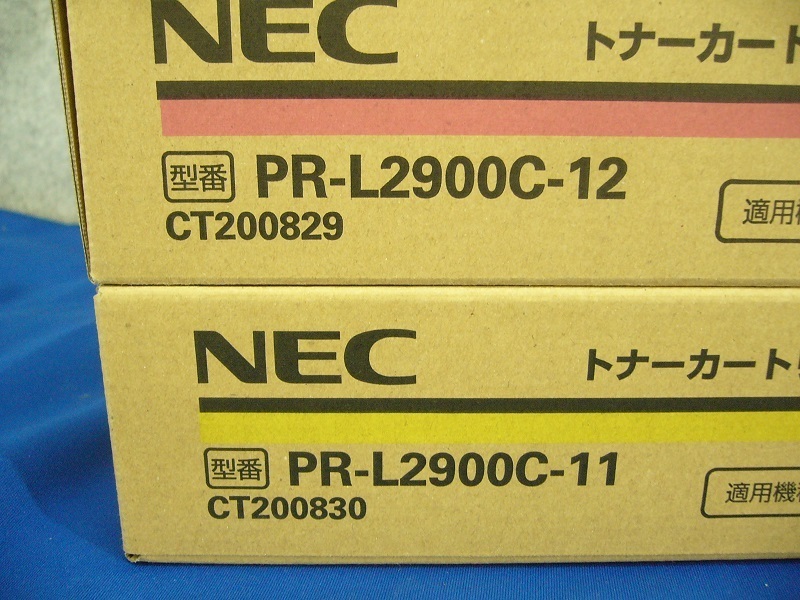 NEC
トナーカート
型番 PR-L2900C-12
適用機
CT200829
NEC
トナーカート
型番 PR-L2900C-11
適用機種
CT200830